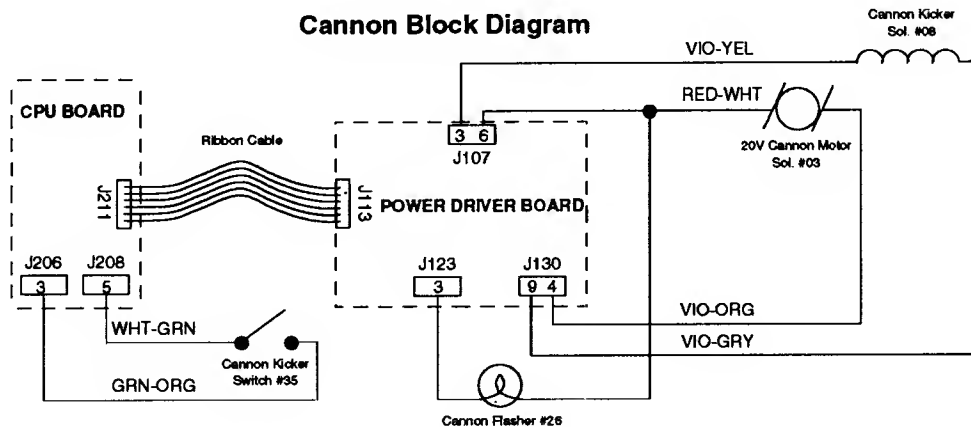 Cannon Block Diagram
Cannon Kicker
Sol. #08
VIO-YEL
RED-WHT
CPU BOARD
Ribbon Cable
3 6
J107
20V Cannon Motor
Sol. #03
J211
J113
POWER DRIVER BOARD
J206
J208
3
5
J123
J130
3
9 4
WHT-GRN
VIO-ORG
VIO-GRY
Cannon Kicker
Switch #35
GRN-ORG
Cannon Flasher #26